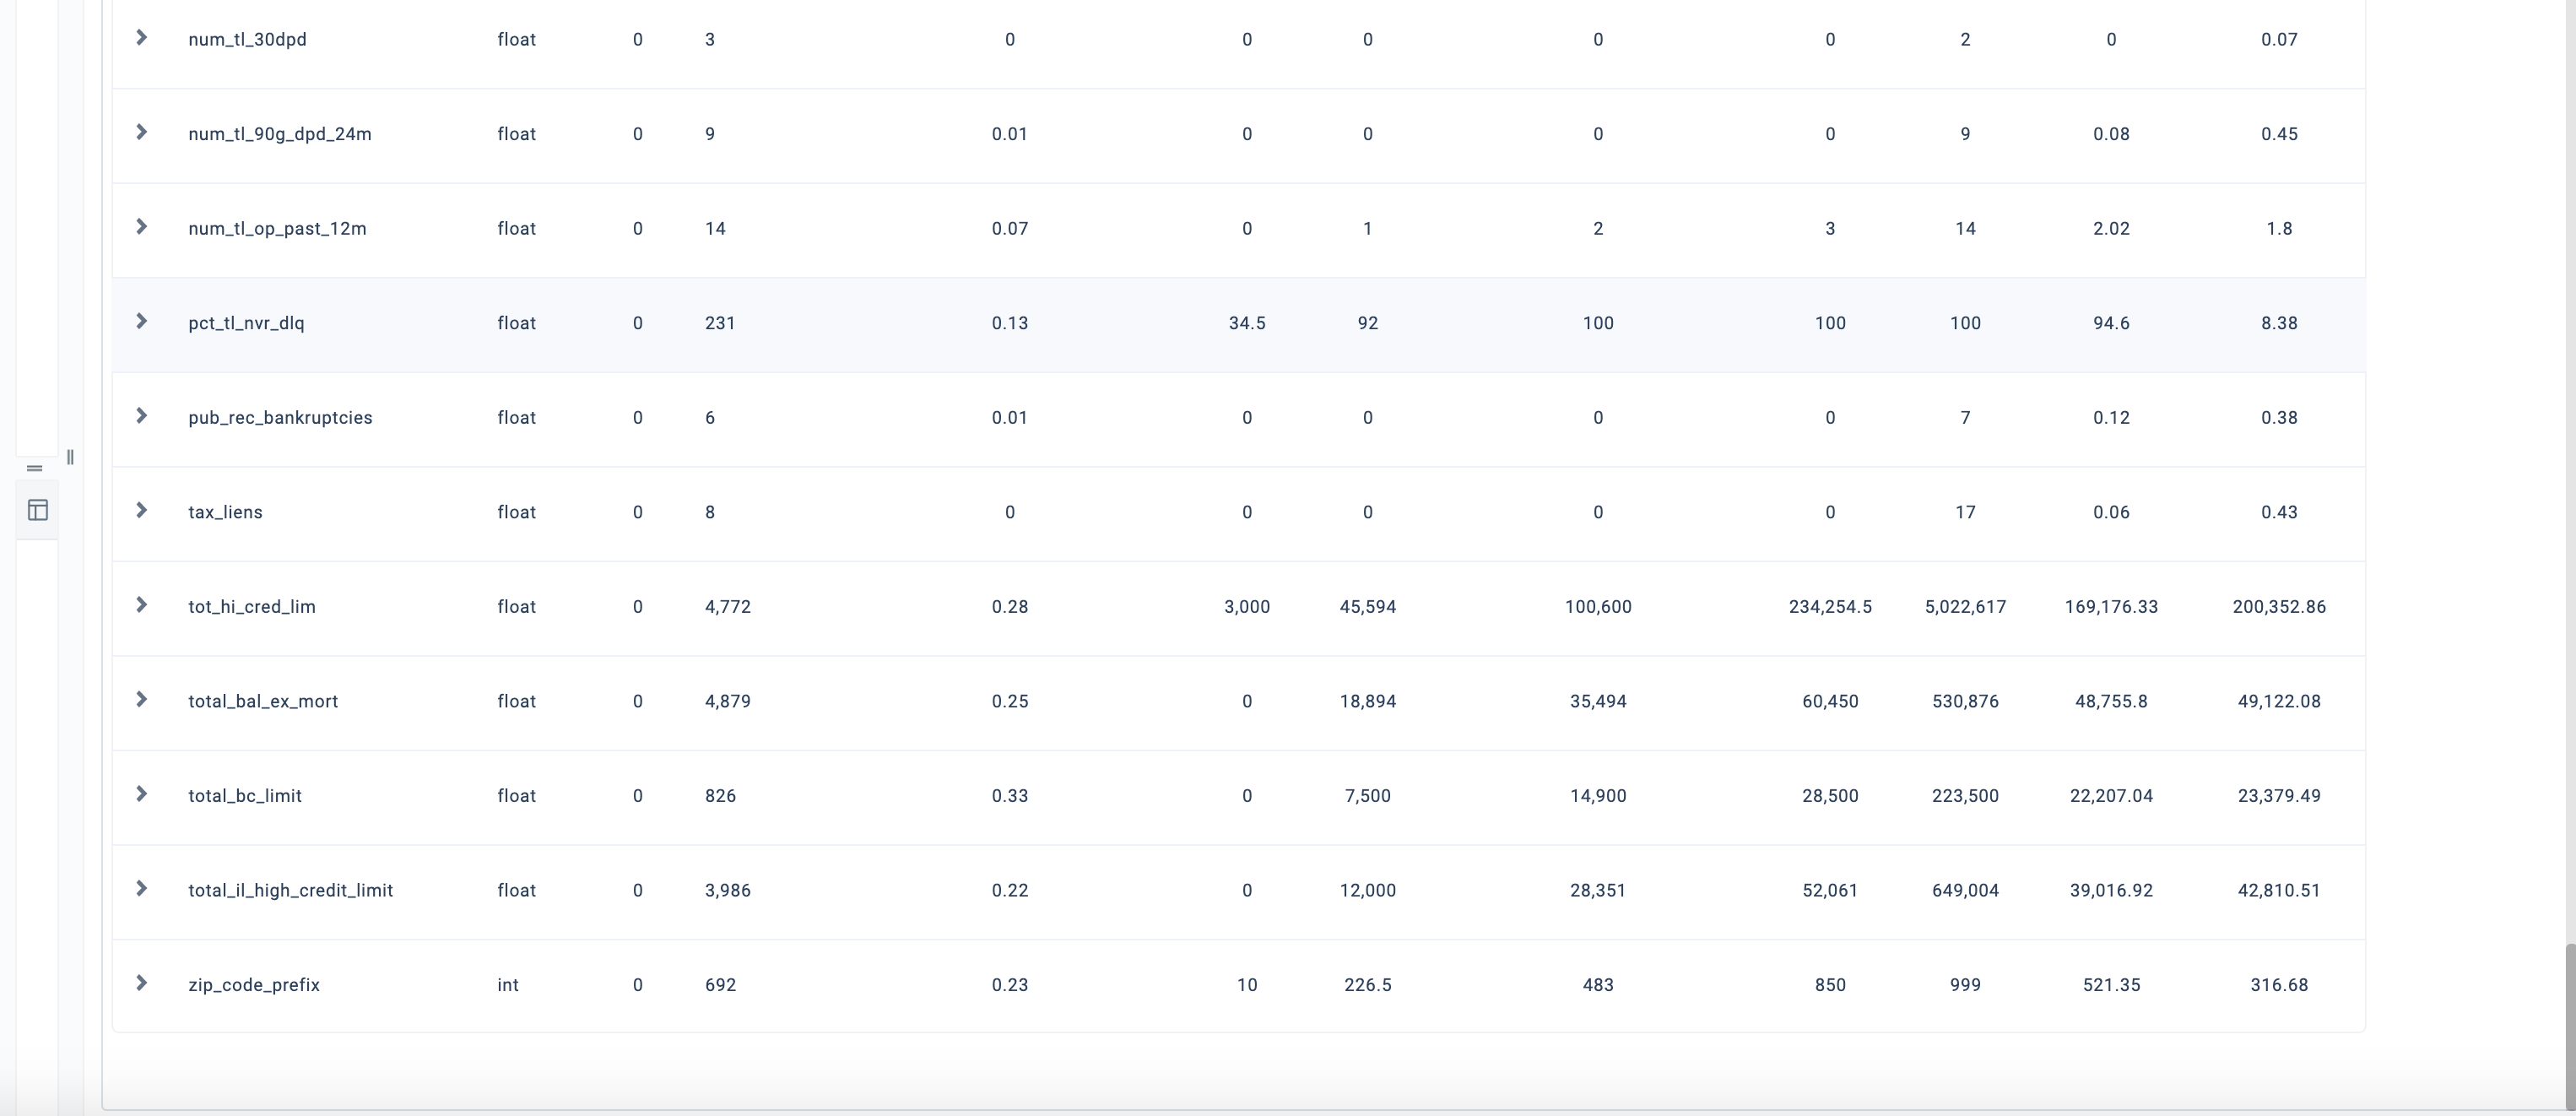 num_tl_30dpd float 0 3 0 0 0 0 0 2 0 0.07
num_tl_90g_dpd_24m float 0 9 0.01 0 0 0 0 9 0.08 0.45
num_tl_op_past_12m float 0 14 0.07 0 1 2 3 14 2.02 1.8
pct_tl_nvr_dlq float 0 231 0.13 34.5 92 100 100 100 94.6 8.38
pub_rec_bankruptcies float 0 6 0.01 0 0 0 0 7 0.12 0.38
tax_liens float 0 8 0 0 0 0 0 17 0.06 0.43
tot_hi_cred_lim float 0 4,772 0.28 3,000 45,594 100,600 234,254.5 5,022,617 169,176.33 200,352.86
total_bal_ex_mort float 0 4,879 0.25 0 18,894 35,494 60,450 530,876 48,755.8 49,122.08
total_bc_limit float 0 826 0.33 0 7,500 14,900 28,500 223,500 22,207.04 23,379.49
total_il_high_credit_limit float 0 3,986 0.22 0 12,000 28,351 52,061 649,004 39,016.92 42,810.51
zip_code_prefix int 0 692 0.23 10 226.5 483 850 999 521.35 316.68